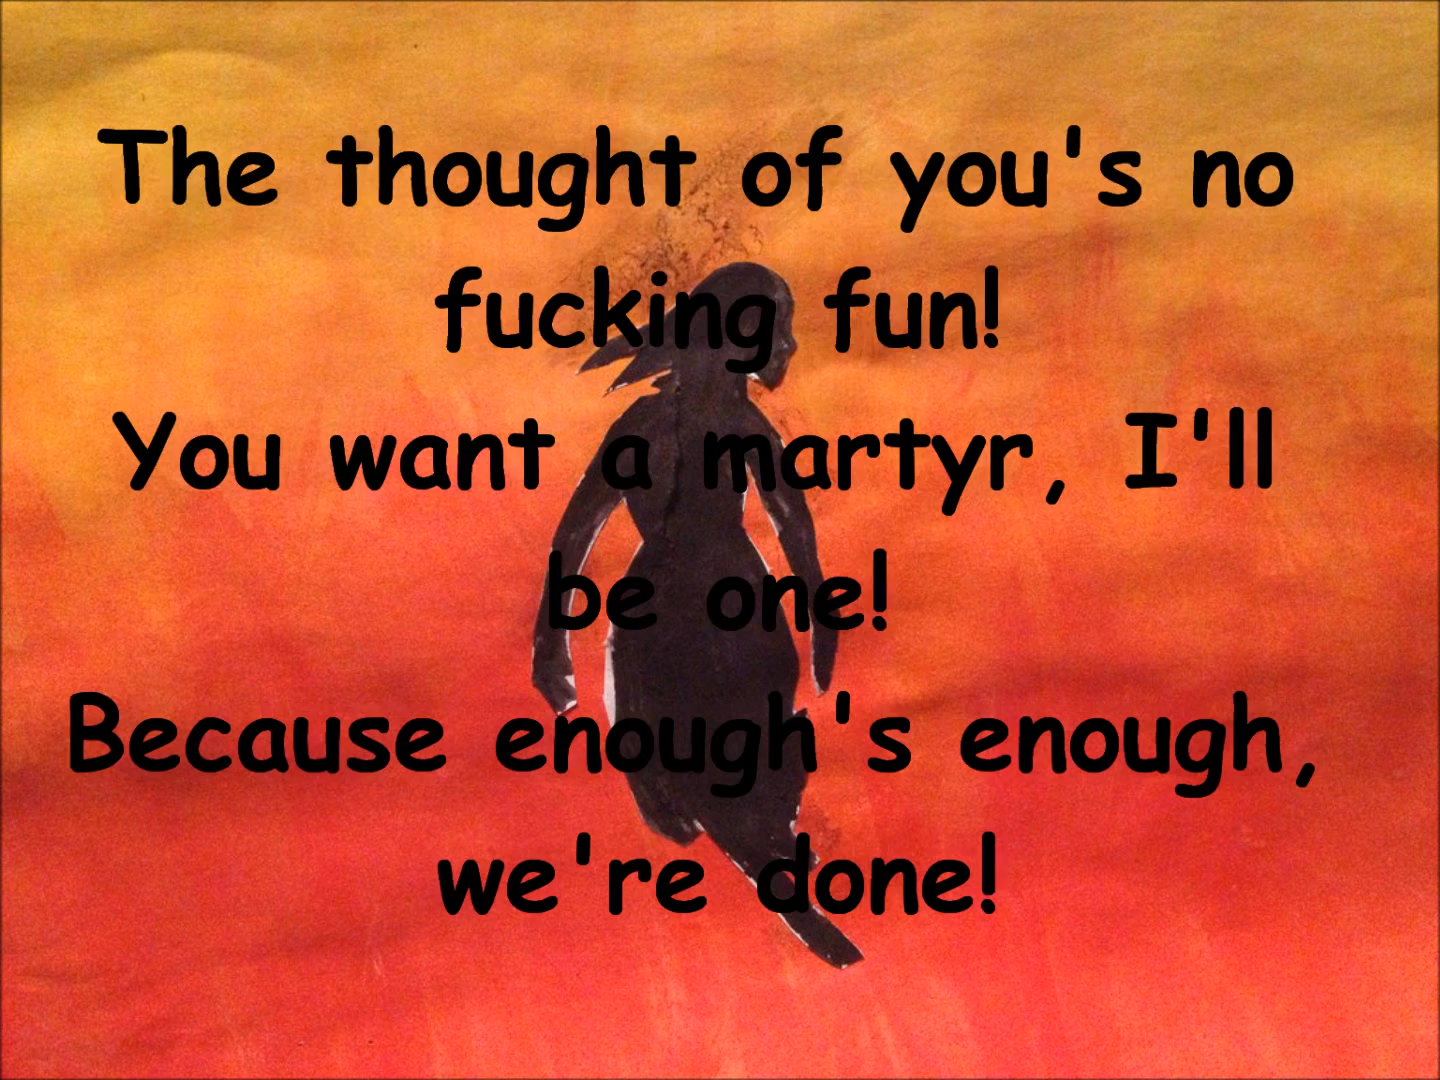 The thought of you's no
fucking fun!
You want a martyr, I'll
be one!
Because enough's enough,
we're done!